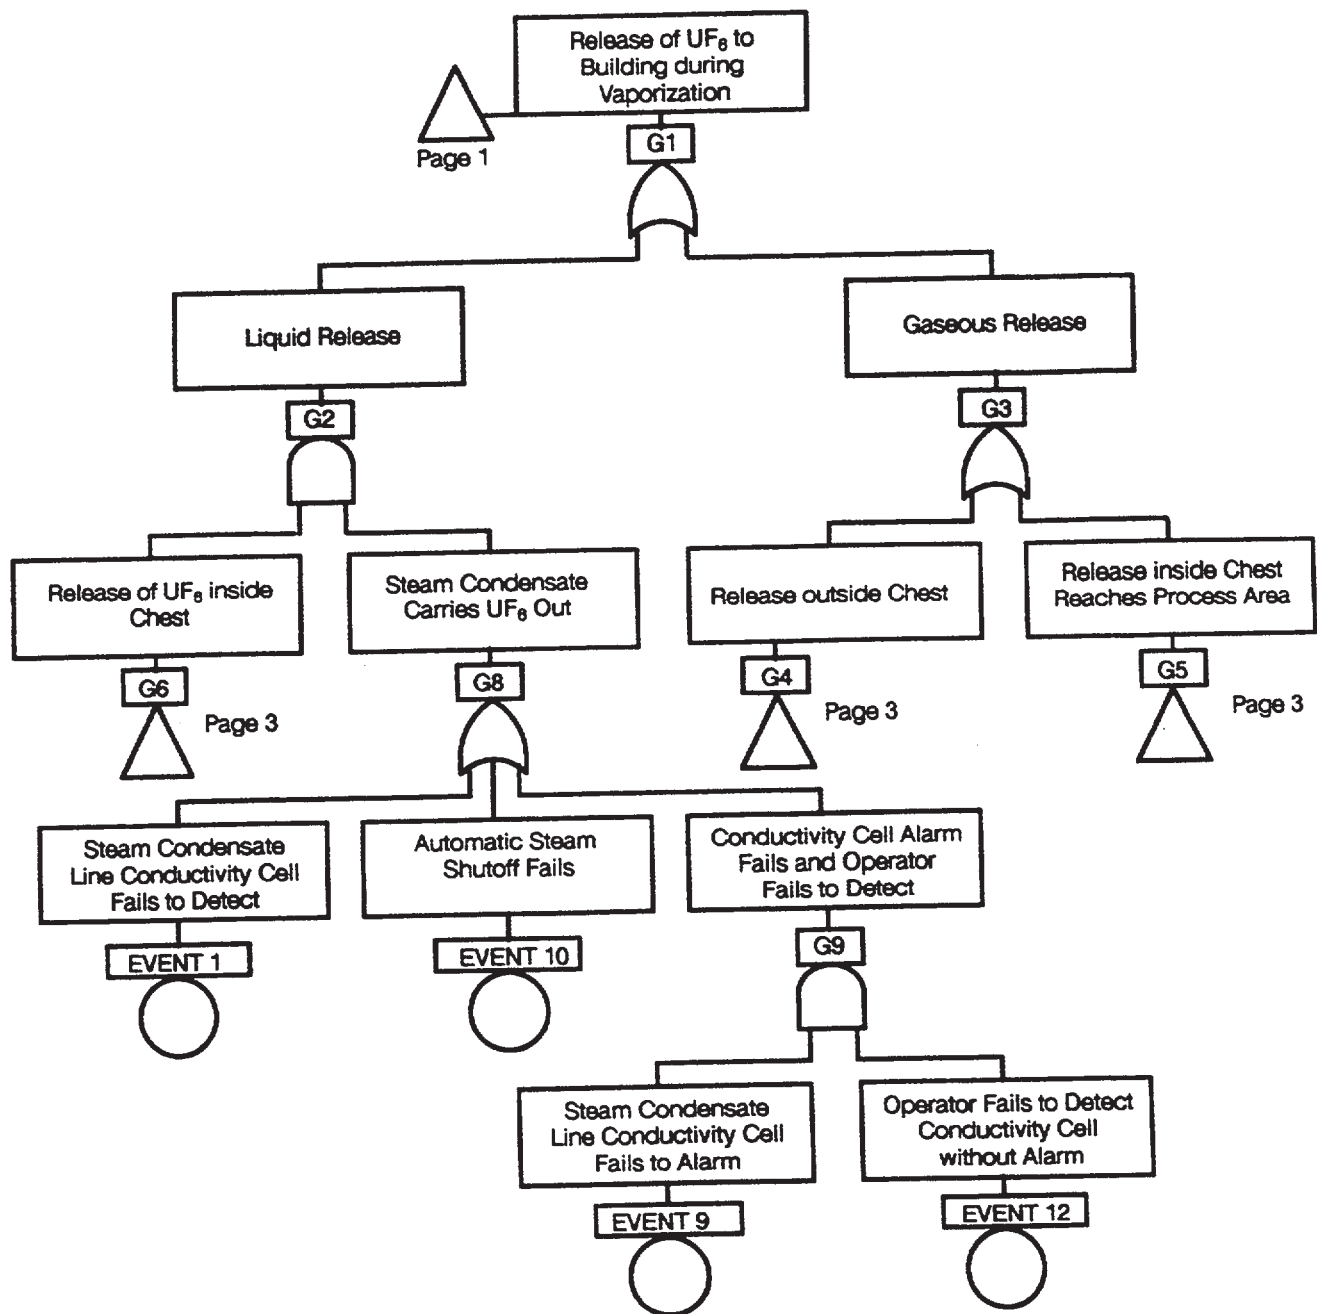 Release of UF₆ to
Building during
Vaporization
Page 1
G1
Liquid Release
Gaseous Release
G2
G3
Release of UF₆ inside
Chest
Steam Condensate
Carries UF₆ Out
Release outside Chest
Release inside Chest
Reaches Process Area
G6
Page 3
G8
G4
Page 3
G5
Page 3
Steam Condensate
Line Conductivity Cell
Fails to Detect
Automatic Steam
Shutoff Fails
Conductivity Cell Alarm
Fails and Operator
Fails to Detect
EVENT 1
EVENT 10
G9
Steam Condensate
Line Conductivity Cell
Fails to Alarm
Operator Fails to Detect
Conductivity Cell
without Alarm
EVENT 9
EVENT 12